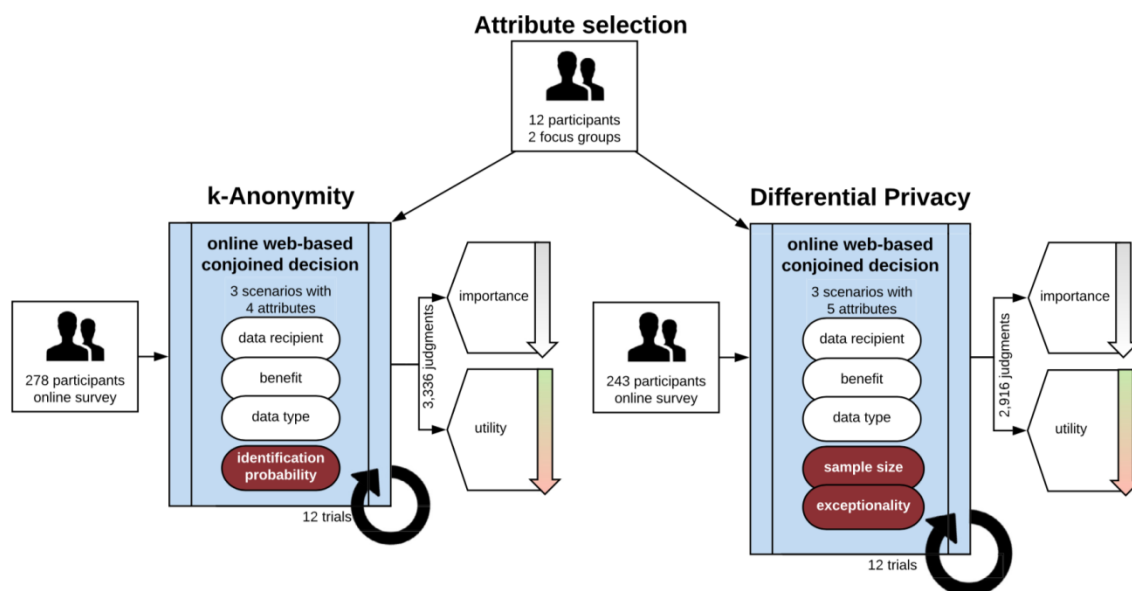 Attribute selection
12 participants
2 focus groups
k-Anonymity
online web-based
conjoined decision
3 scenarios with
4 attributes
data recipient
benefit
data type
identification
probability
12 trials
278 participants
online survey
3,336 judgments
importance
utility
Differential Privacy
online web-based
conjoined decision
3 scenarios with
5 attributes
data recipient
benefit
data type
sample size
exceptionality
12 trials
243 participants
online survey
2,916 judgments
importance
utility